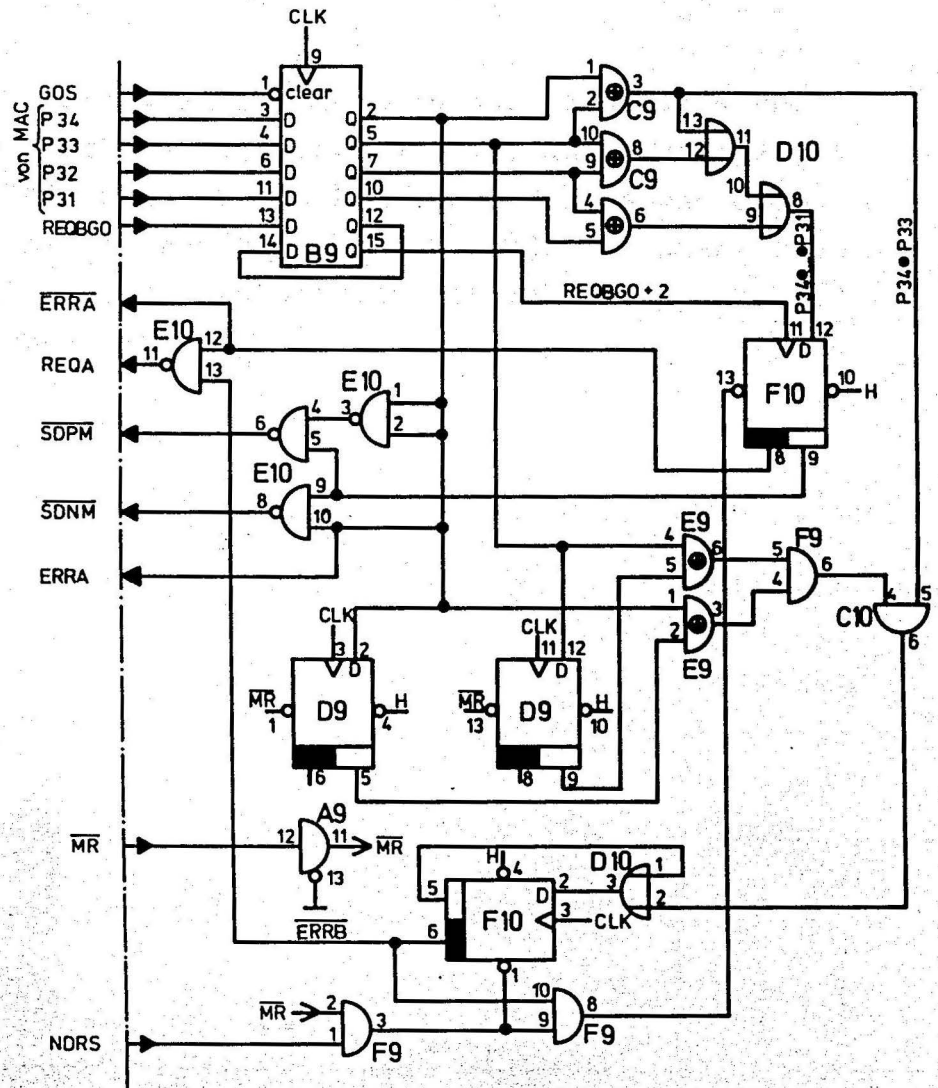 CLK
9
GOS 1 clear
P34 3 D Q 2
P33 4 D Q 5
P32 6 D Q 7
P31 11 D Q 10
REQBGO 13 D Q 12
14 D B9 Q 15
von MAC
1 2 3 C9
10 9 8 C9
4 5 6
13 12 11 D10
10 9 8
P34⊕ ⊕P31
P34⊕P33
REQBGO + 2
11 12 D
13 F10 10 H
8 9
ERRA
E10 12
REQA 11 13
E10 1
3 2
SDPM 6 4 5
E10
SDNM 8 9 10
ERRA
4 5 E9 6
1 2 3 E9
5 4 F9 6
4 5 C10 6
CLK
3 2 D
MR 1 D9 H 4
6 5
CLK
11 12 D
MR 13 D9 H 10
8 9
A9
MR 12 11 MR
13
H 4
5 D 2 3 D10 1
2
F10 3 CLK
ERRB 6
1
MR 2 3
NDRS 1 F9
10 9 8
F9